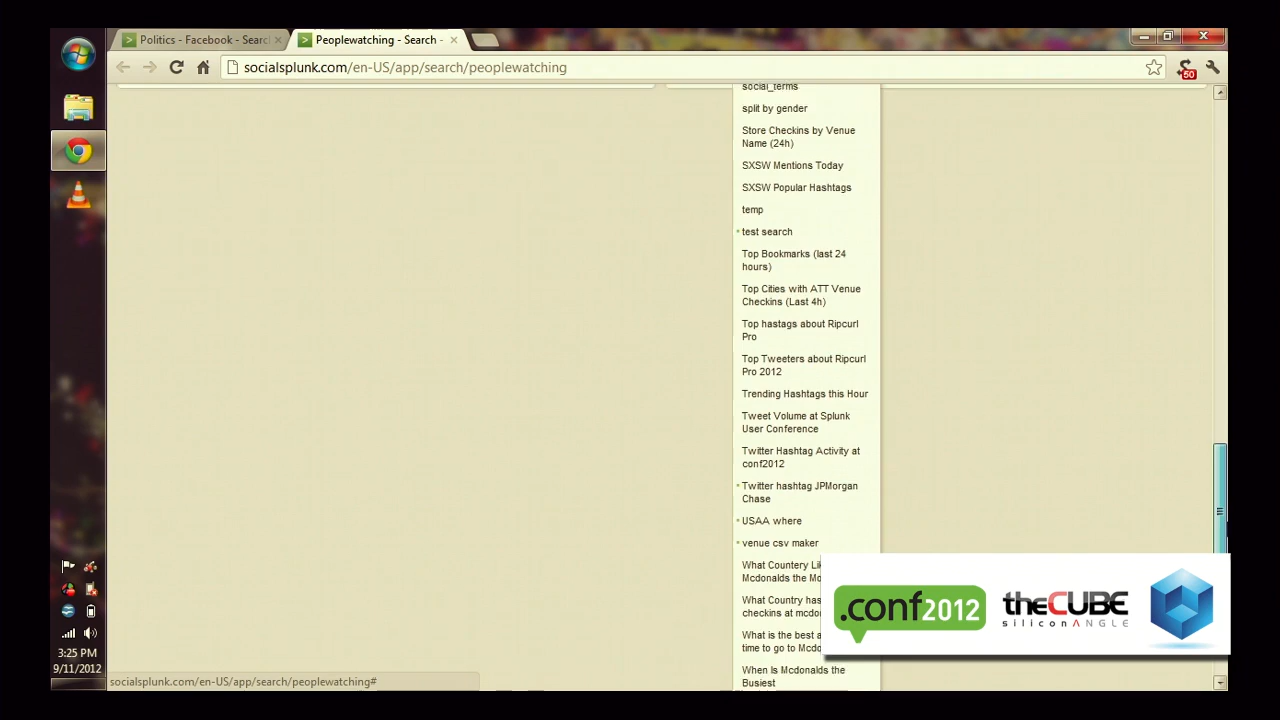 Politics - Facebook - Searc
Peoplewatching - Search -
socialsplunk.com/en-US/app/search/peoplewatching
50
social_terms
split by gender
Store Checkins by Venue
Name (24h)
SXSW Mentions Today
SXSW Popular Hashtags
temp
test search
Top Bookmarks (last 24
hours)
Top Cities with ATT Venue
Checkins (Last 4h)
Top hastags about Ripcurl
Pro
Top Tweeters about Ripcurl
Pro 2012
Trending Hashtags this Hour
Tweet Volume at Splunk
User Conference
Twitter Hashtag Activity at
conf2012
Twitter hashtag JPMorgan
Chase
USAA where
venue csv maker
What Countery Li
Mcdonalds the Mo
What Country has
checkins at mcdo
What is the best a
time to go to Mcdo
When Is Mcdonalds the
Busiest
.conf2012
theCUBE
siliconANGLE
3:25 PM
9/11/2012
socialsplunk.com/en-US/app/search/peoplewatching#